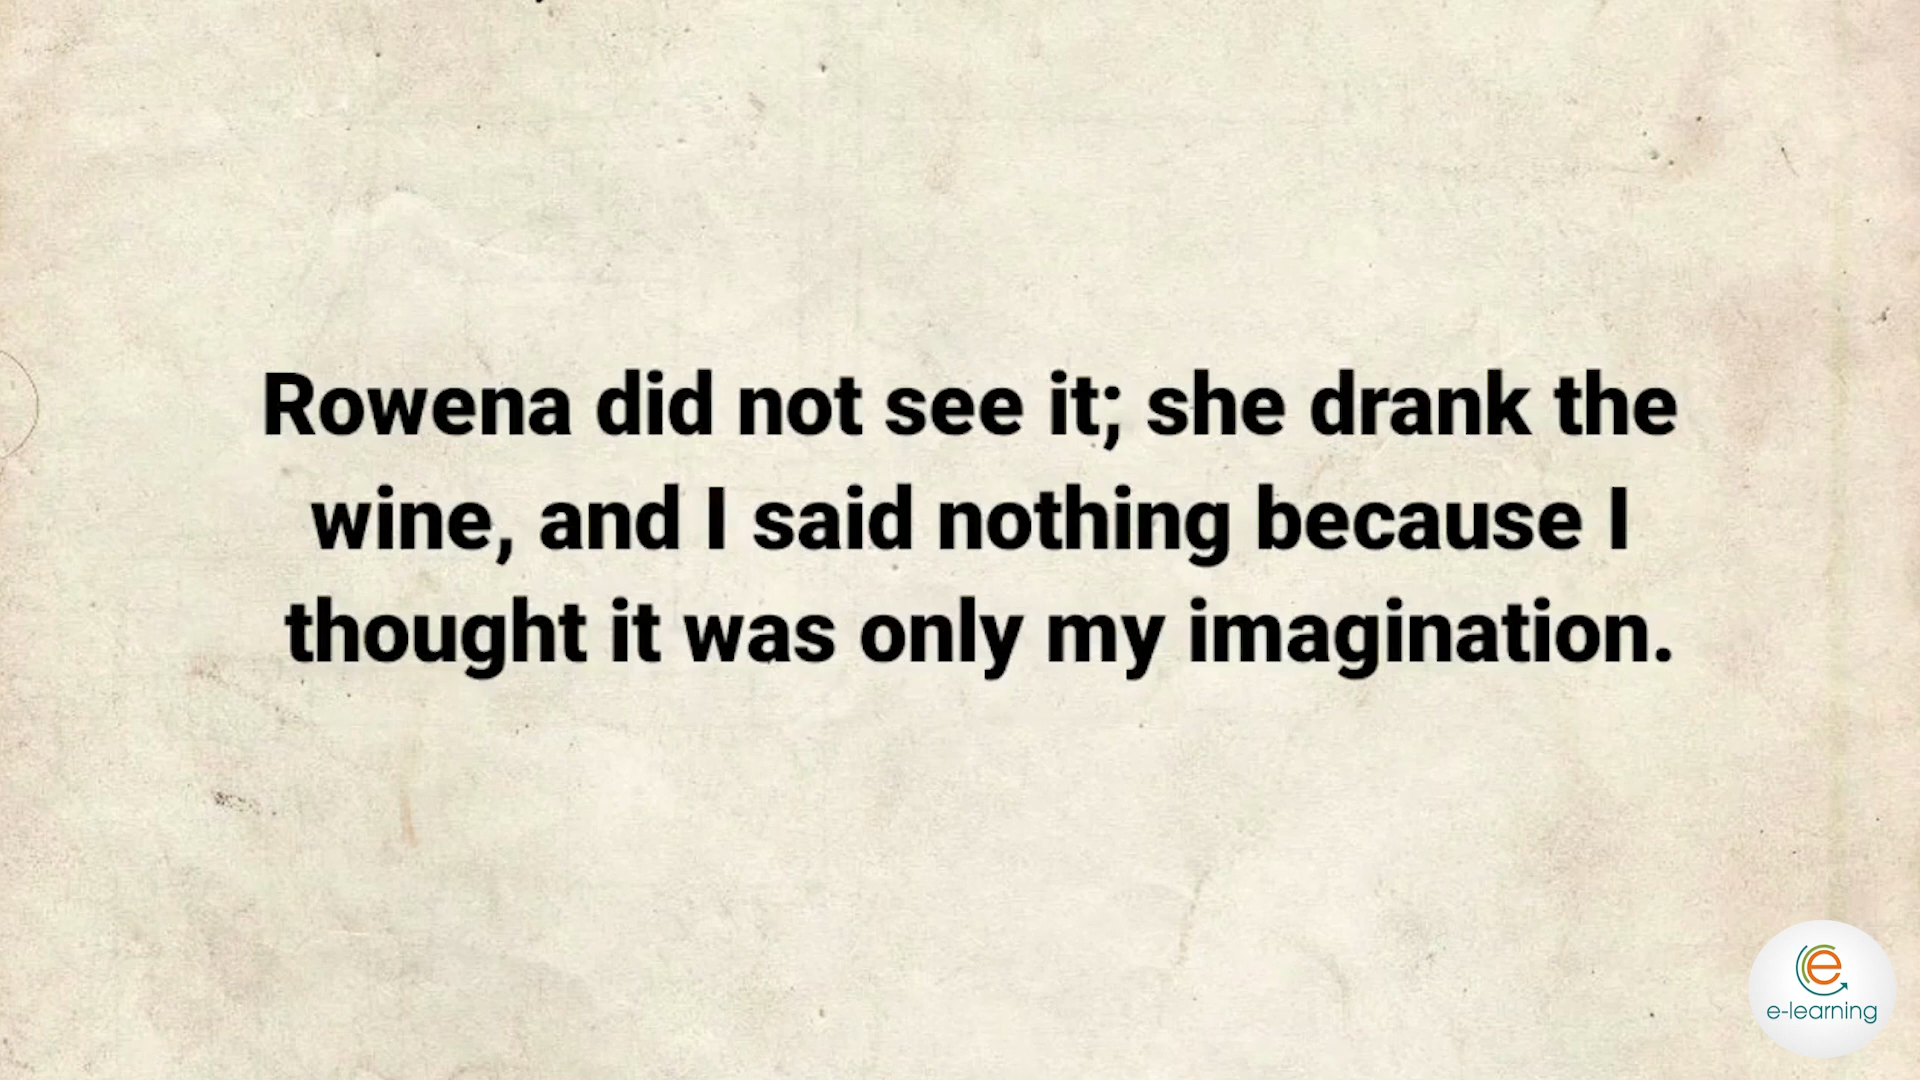 Rowena did not see it; she drank the
wine, and I said nothing because I
thought it was only my imagination.
e
e-learning